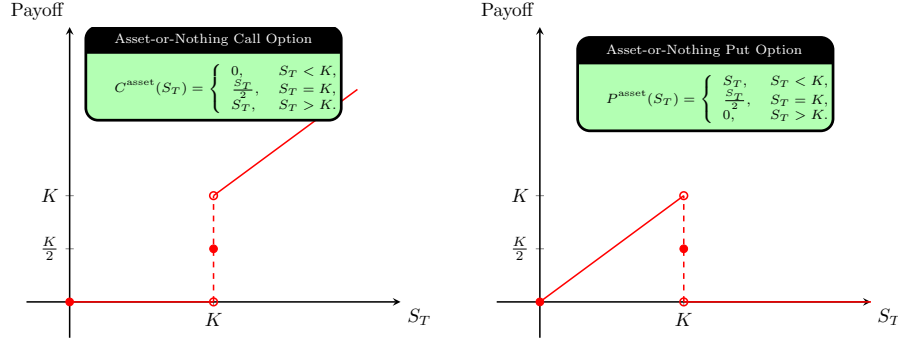 Payoff
Asset-or-Nothing Call Option
C^asset(S_T) = { 0, S_T < K,
S_T/2, S_T = K,
S_T, S_T > K.
K
K/2
K
S_T
Payoff
Asset-or-Nothing Put Option
P^asset(S_T) = { S_T, S_T < K,
S_T/2, S_T = K,
0, S_T > K.
K
K/2
K
S_T